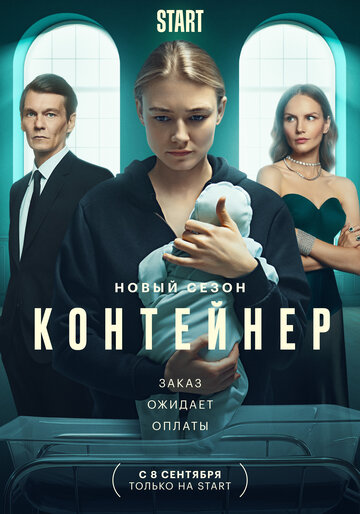 START
НОВЫЙ СЕЗОН
КОНТЕЙНЕР
ЗАКАЗ
ОЖИДАЕТ
ОПЛАТЫ
С 8 СЕНТЯБРЯ
ТОЛЬКО НА START